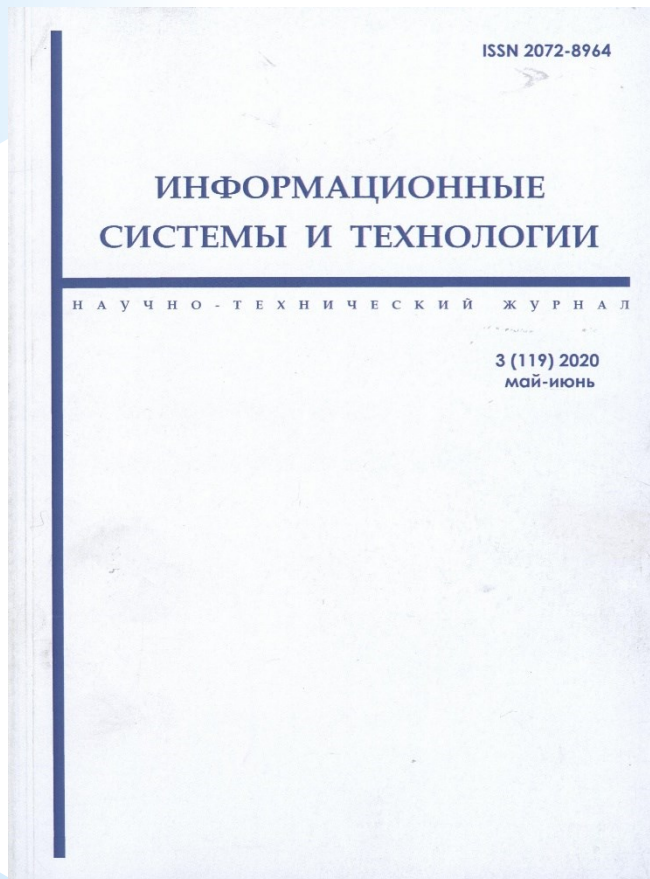 ISSN 2072-8964
ИНФОРМАЦИОННЫЕ
СИСТЕМЫ И ТЕХНОЛОГИИ
НАУЧНО-ТЕХНИЧЕСКИЙ ЖУРНАЛ
3 (119) 2020
май-июнь